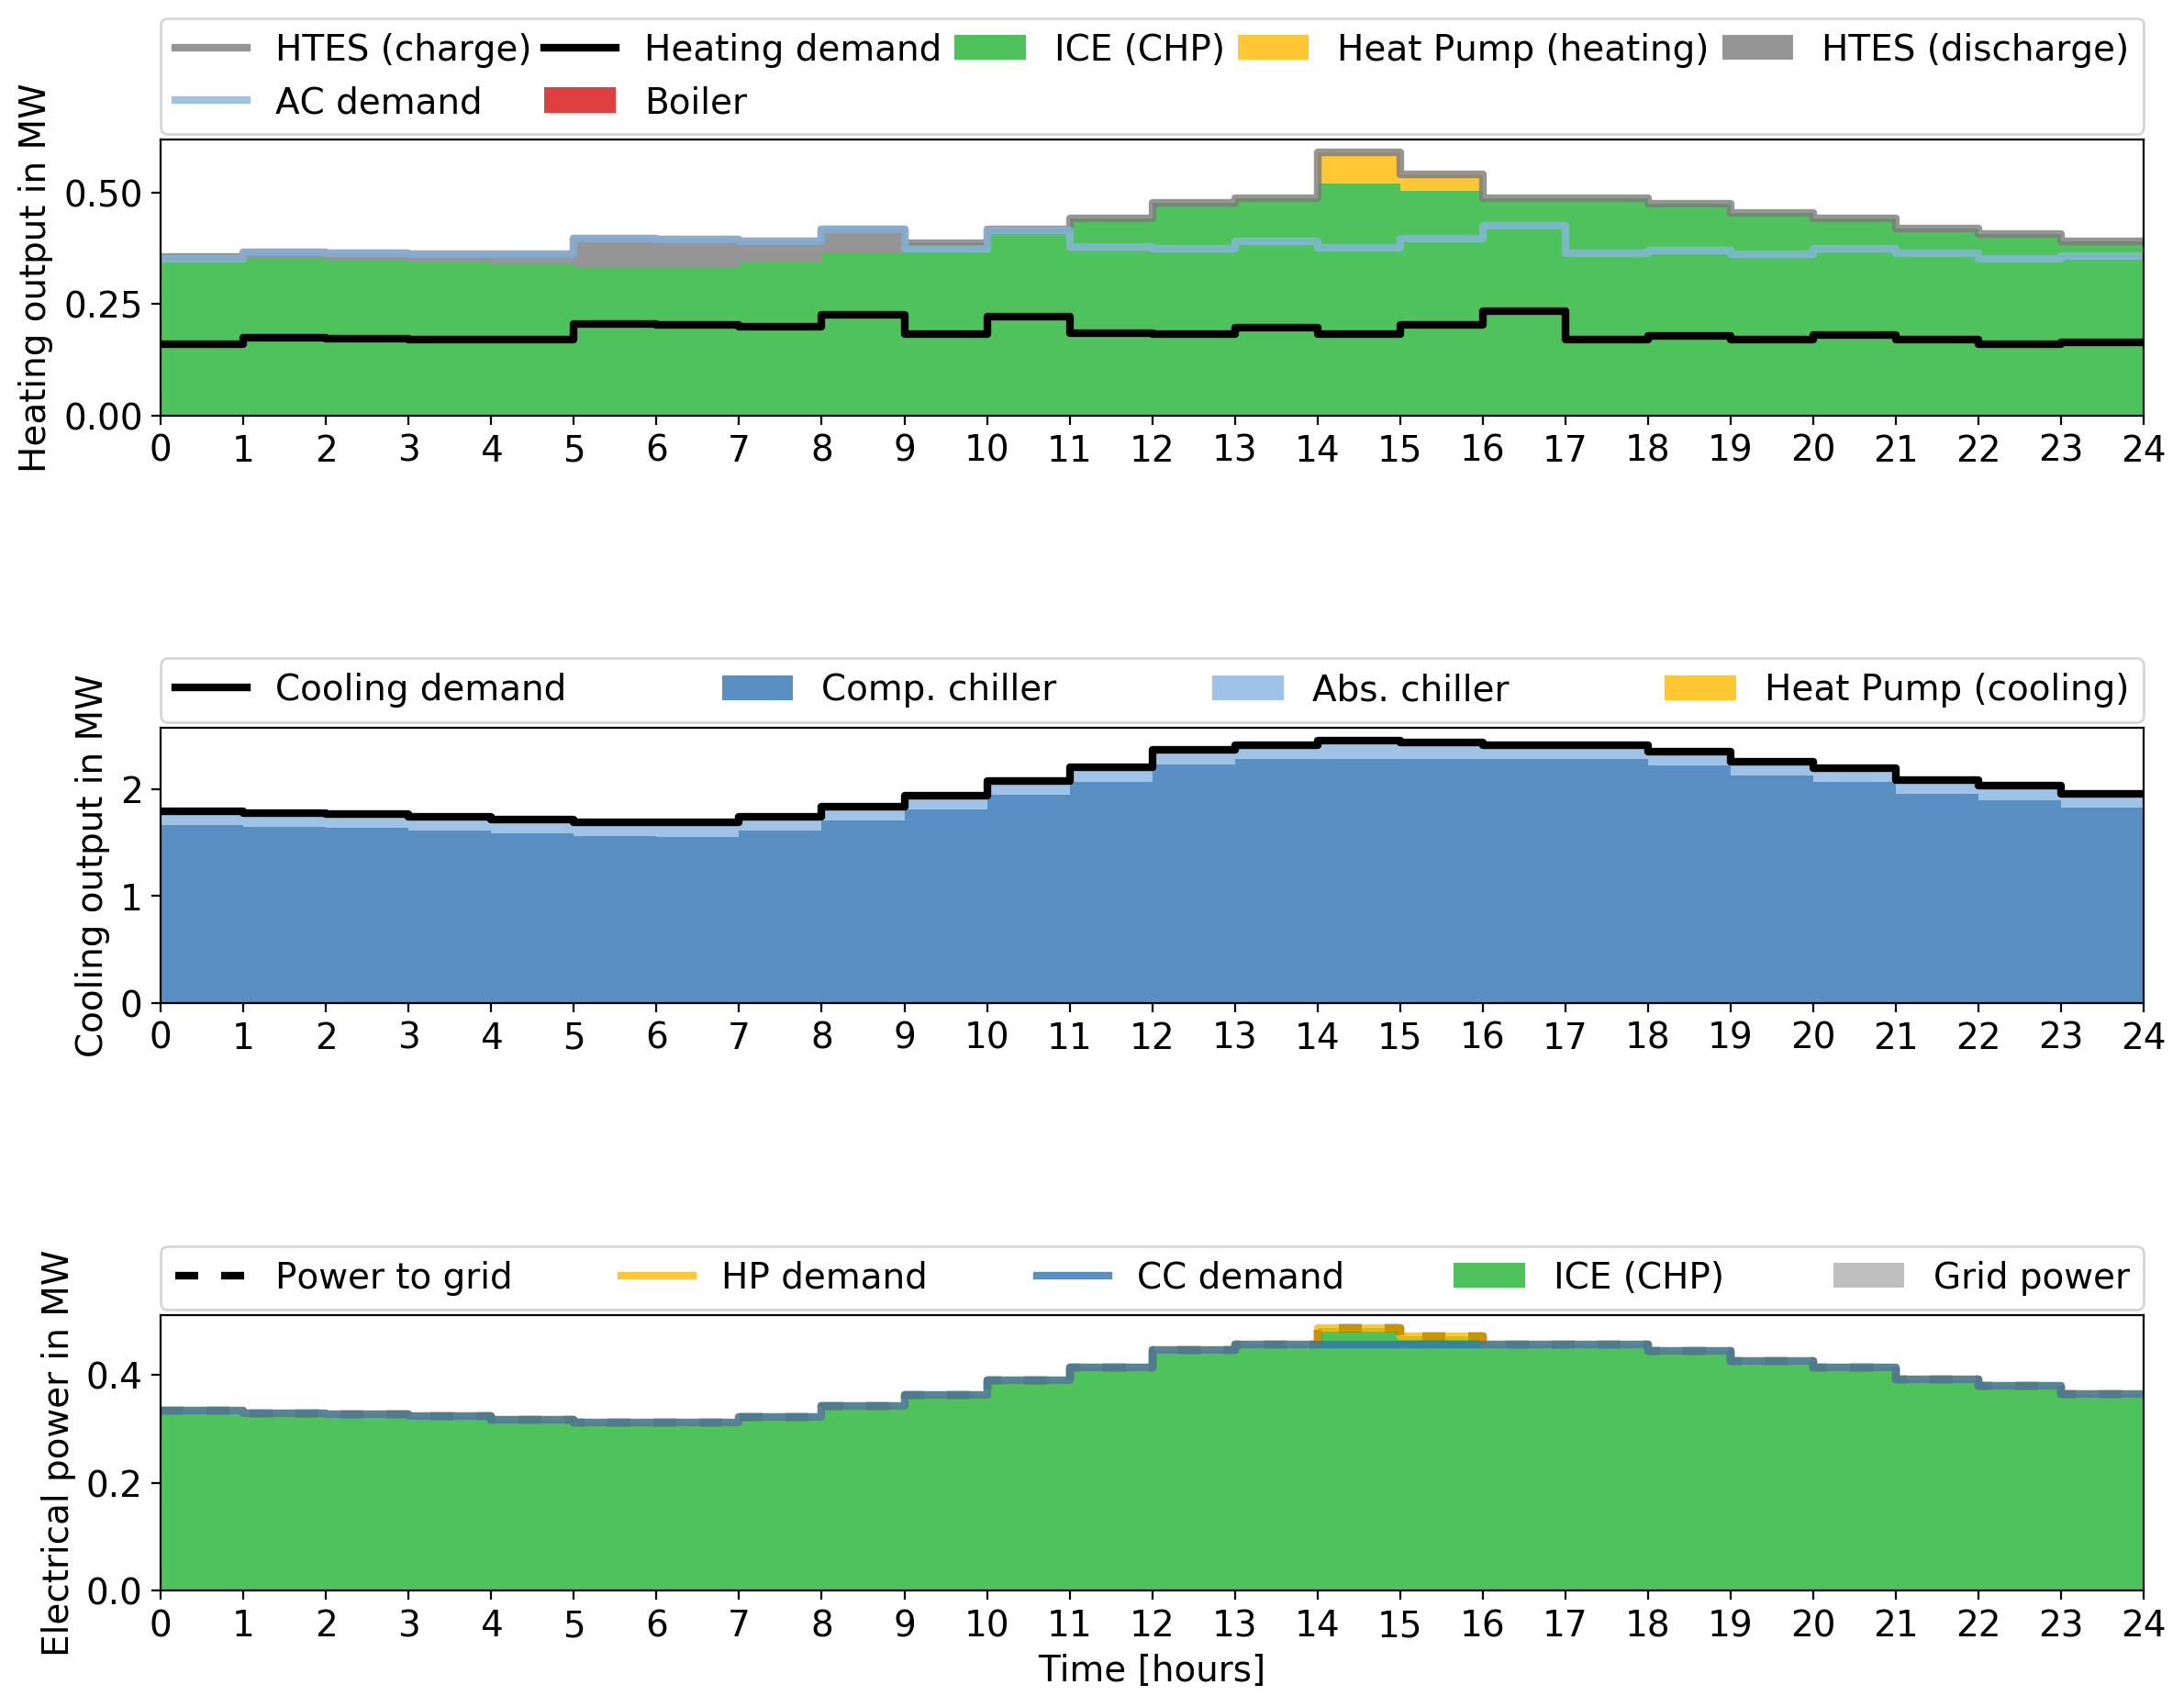 HTES (charge) Heating demand ICE (CHP) Heat Pump (heating) HTES (discharge)
AC demand Boiler
Heating output in MW
0.50
0.25
0.00
0 1 2 3 4 5 6 7 8 9 10 11 12 13 14 15 16 17 18 19 20 21 22 23 24
Cooling demand Comp. chiller Abs. chiller Heat Pump (cooling)
Cooling output in MW
2
1
0
0 1 2 3 4 5 6 7 8 9 10 11 12 13 14 15 16 17 18 19 20 21 22 23 24
Power to grid HP demand CC demand ICE (CHP) Grid power
Electrical power in MW
0.4
0.2
0.0
0 1 2 3 4 5 6 7 8 9 10 11 12 13 14 15 16 17 18 19 20 21 22 23 24
Time [hours]